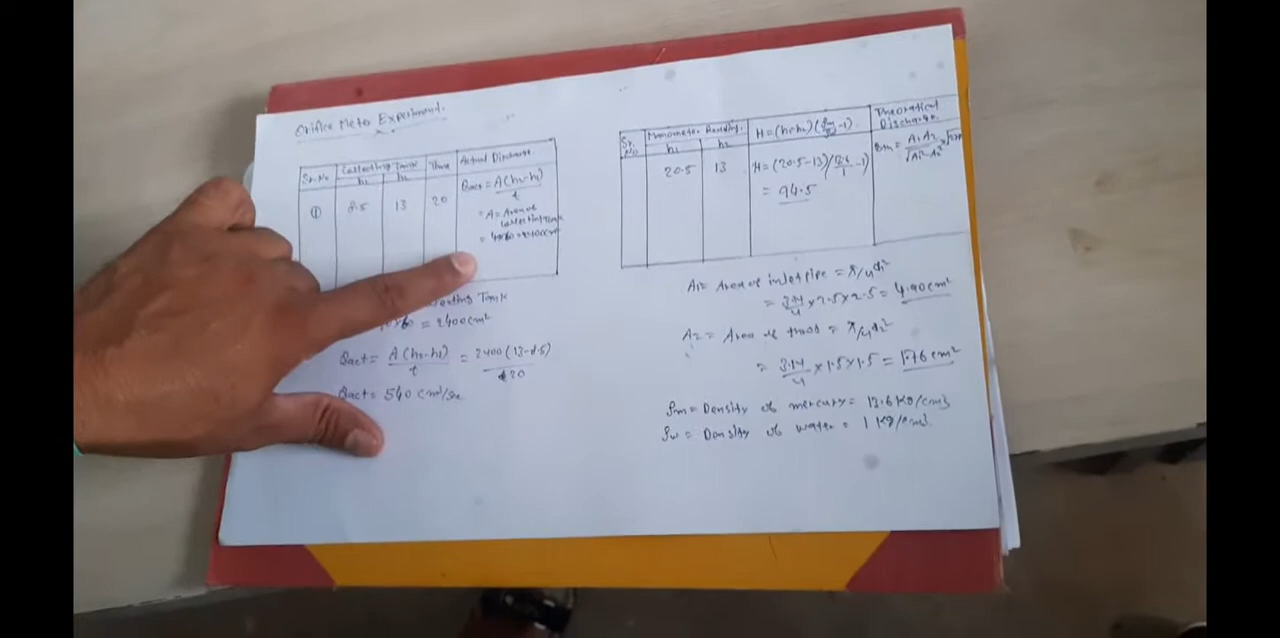 Orifice Meter Experiment.
Sr. No Collecting Tank Time Actual Discharge
h1 h2
① 8.5 13 20 Qact = A(h2-h1)/t
= A = Area of
collecting Tank
Tank
= 2400 cm²
Qact = A(h2-h1)/t = 2400(13-8.5)/20
Qact = 540 cm³/sec
Sr. No Manometer Reading. H = (h1-h2)(ρm/ρw -1). Theoratical Discharge.
h1 h2
20.5 13 H = (20.5-13)(13.6/1 -1)
= 94.5
A1 = Area of inlet pipe = π/4 d1²
= 3.14/4 x 2.5 x 2.5 = 4.90 cm²
A2 = Area of = π/4 d2²
= 3.14/4 x 1.5 x 1.5 = 1.76 cm²
ρm = Density of mercury = 13.6 Kg/cm3
ρw = Density of water = 1 Kg/cm3.